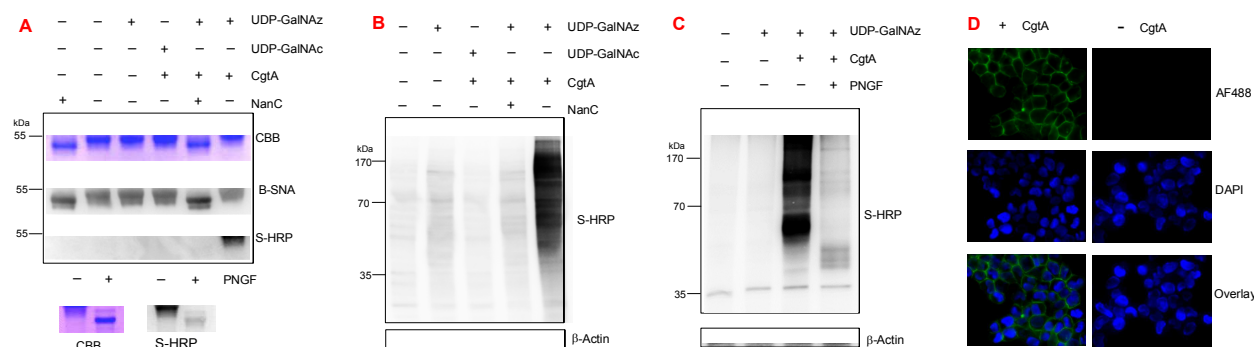 A
− − + − + + UDP-GalNAz
− − − + − − UDP-GalNAc
− − − + + + CgtA
+ − − − + − NanC
kDa
55 CBB
55 B-SNA
55 S-HRP
− + − + PNGF
CBB S-HRP
B
− + − + + UDP-GalNAz
− − + − − UDP-GalNAc
− − + + + CgtA
− − − + − NanC
kDa
170
70
35
S-HRP
β-Actin
C
− + + + UDP-GalNAz
− − + + CgtA
− − − + PNGF
kDa
170
70
35
S-HRP
β-Actin
D
+ CgtA − CgtA
AF488
DAPI
Overlay